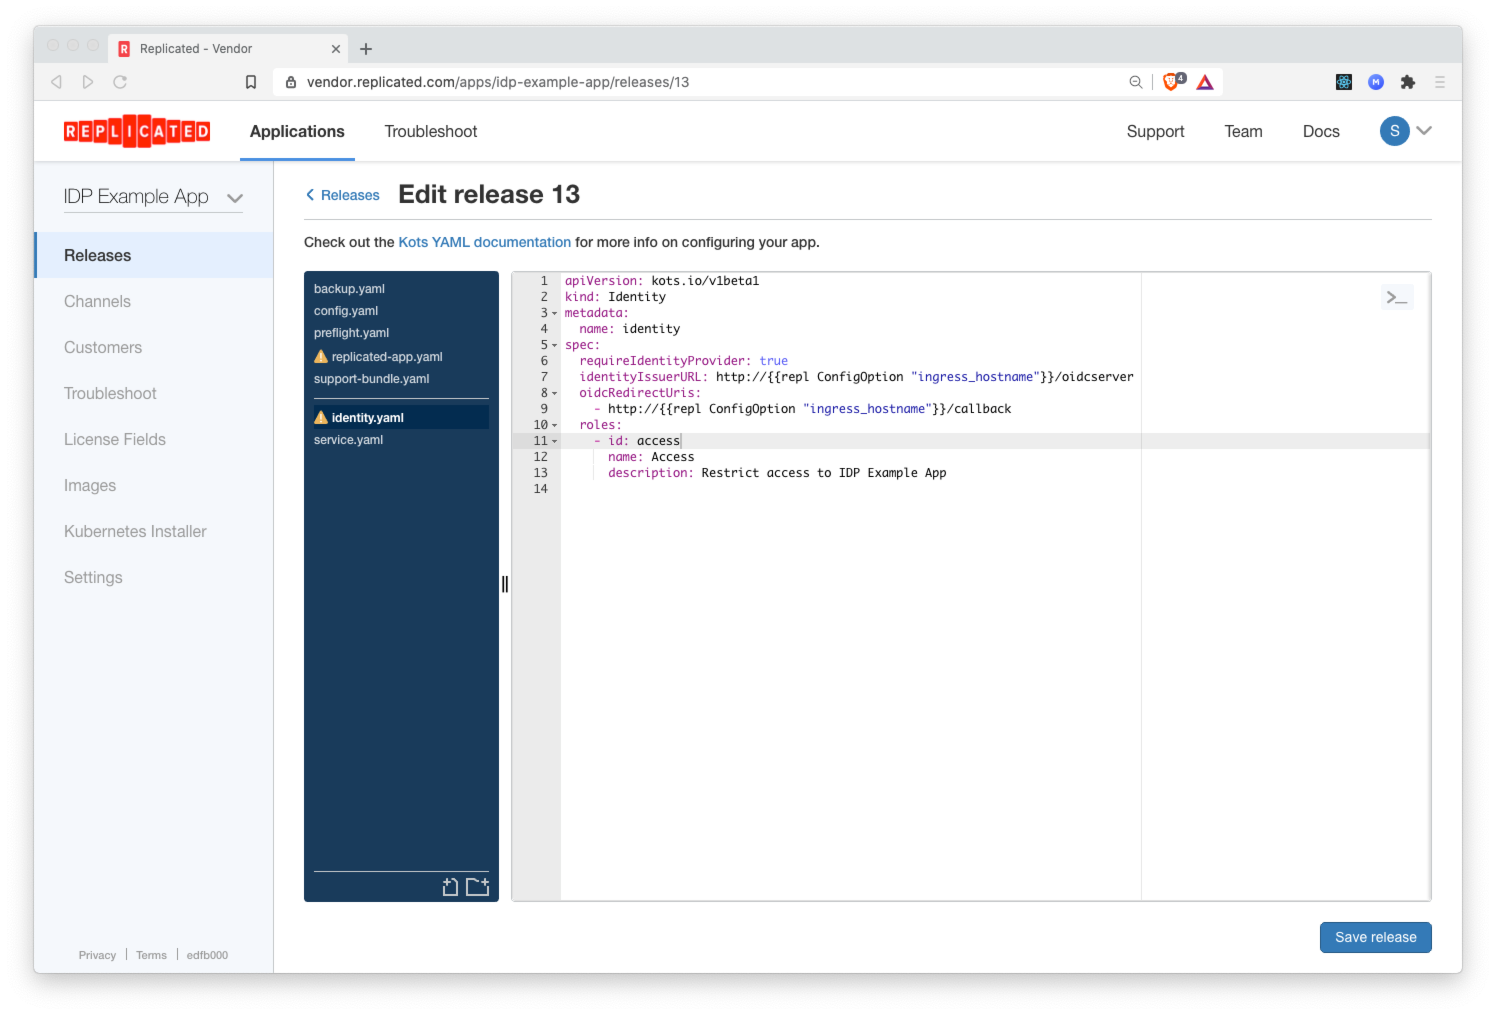 Replicated - Vendor
vendor.replicated.com/apps/idp-example-app/releases/13
4
M
REPLICATED
Applications
Troubleshoot
Support
Team
Docs
S
IDP Example App
Releases
Channels
Customers
Troubleshoot
License Fields
Images
Kubernetes Installer
Settings
Privacy
Terms
edfb000
Releases
Edit release 13
Check out the Kots YAML documentation for more info on configuring your app.
backup.yaml
config.yaml
preflight.yaml
replicated-app.yaml
support-bundle.yaml
identity.yaml
service.yaml
1 apiVersion: kots.io/v1beta1
2 kind: Identity
3 metadata:
4   name: identity
5 spec:
6   requireIdentityProvider: true
7   identityIssuerURL: http://{{repl ConfigOption "ingress_hostname"}}/oidcserver
8   oidcRedirectUris:
9     - http://{{repl ConfigOption "ingress_hostname"}}/callback
10   roles:
11     - id: access
12       name: Access
13       description: Restrict access to IDP Example App
14
>_
Save release